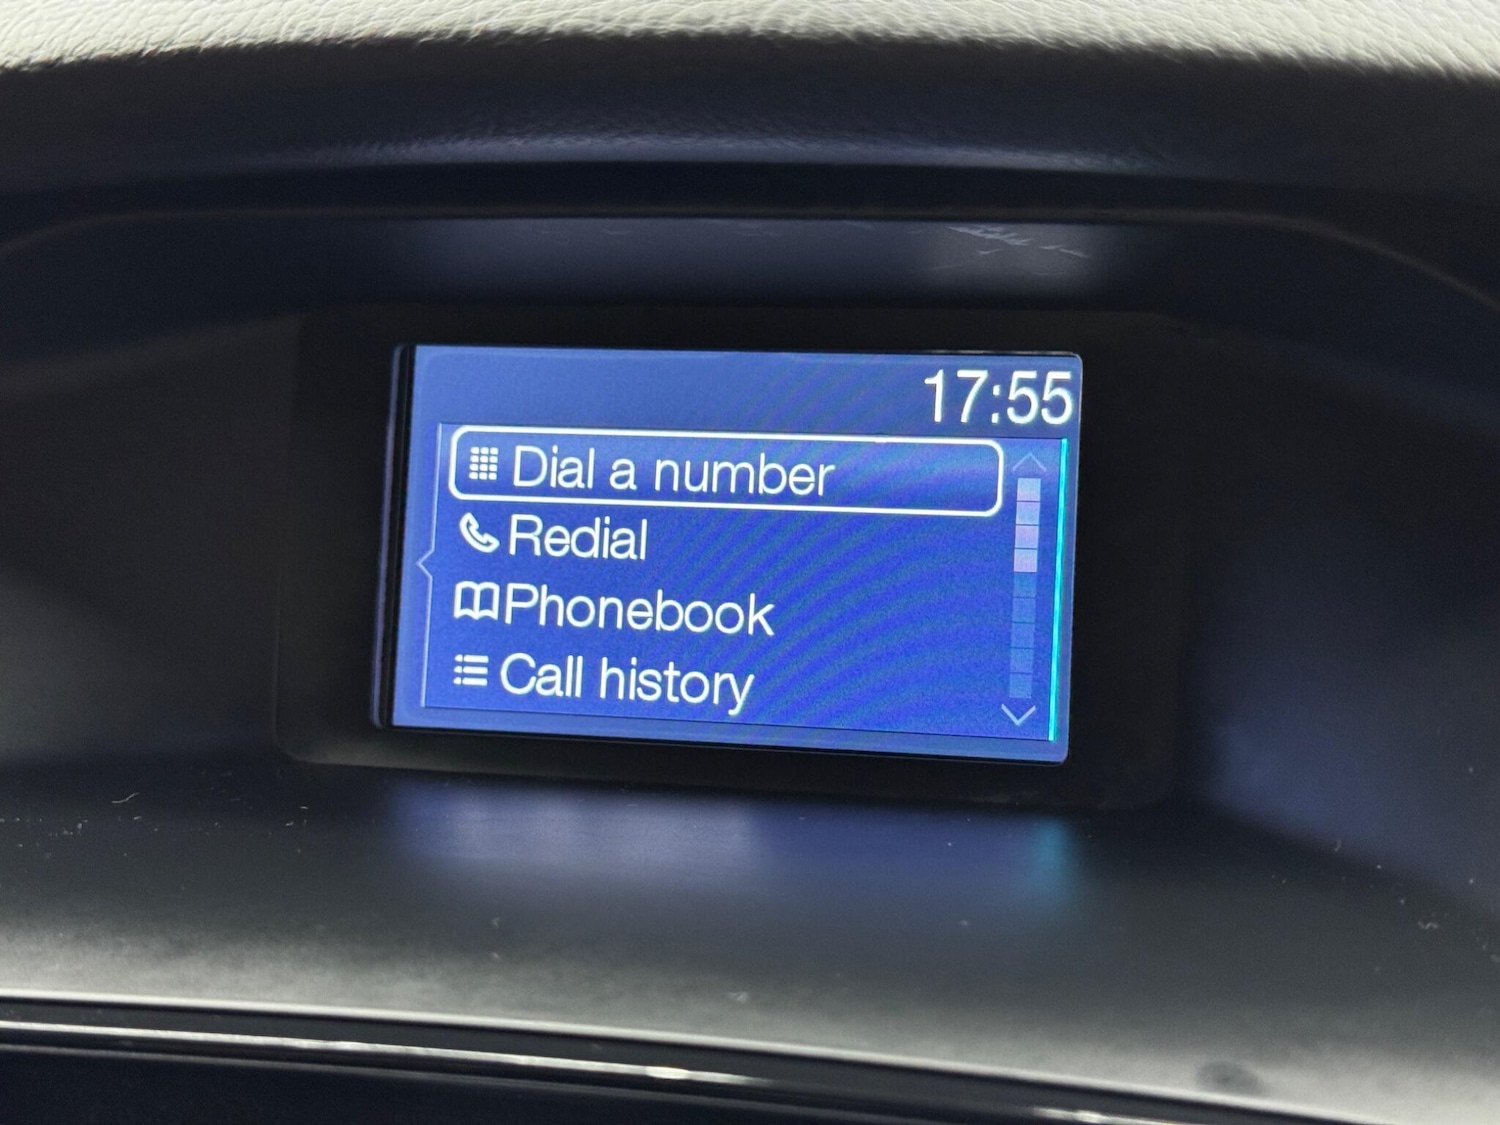 17:55
Dial a number
Redial
Phonebook
Call history